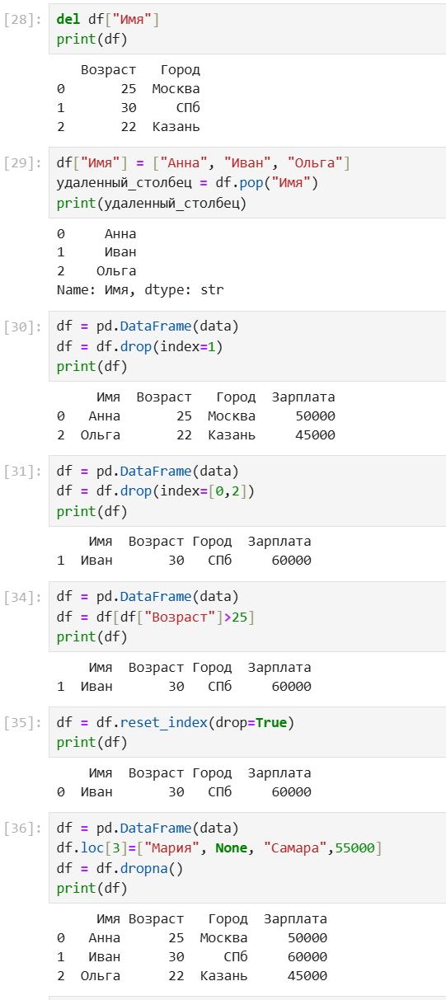 [28]: del df["Имя"]
print(df)
   Возраст   Город
0       25  Москва
1       30     СПб
2       22  Казань
[29]: df["Имя"] = ["Анна", "Иван", "Ольга"]
удаленный_столбец = df.pop("Имя")
print(удаленный_столбец)
0     Анна
1     Иван
2    Ольга
Name: Имя, dtype: str
[30]: df = pd.DataFrame(data)
df = df.drop(index=1)
print(df)
     Имя  Возраст   Город  Зарплата
0   Анна       25  Москва     50000
2  Ольга       22  Казань     45000
[31]: df = pd.DataFrame(data)
df = df.drop(index=[0,2])
print(df)
    Имя  Возраст Город  Зарплата
1  Иван       30   СПб     60000
[34]: df = pd.DataFrame(data)
df = df[df["Возраст"]>25]
print(df)
    Имя  Возраст Город  Зарплата
1  Иван       30   СПб     60000
[35]: df = df.reset_index(drop=True)
print(df)
    Имя  Возраст Город  Зарплата
0  Иван       30   СПб     60000
[36]: df = pd.DataFrame(data)
df.loc[3]=["Мария", None, "Самара",55000]
df = df.dropna()
print(df)
     Имя Возраст   Город  Зарплата
0   Анна      25  Москва     50000
1   Иван      30     СПб     60000
2  Ольга      22  Казань     45000